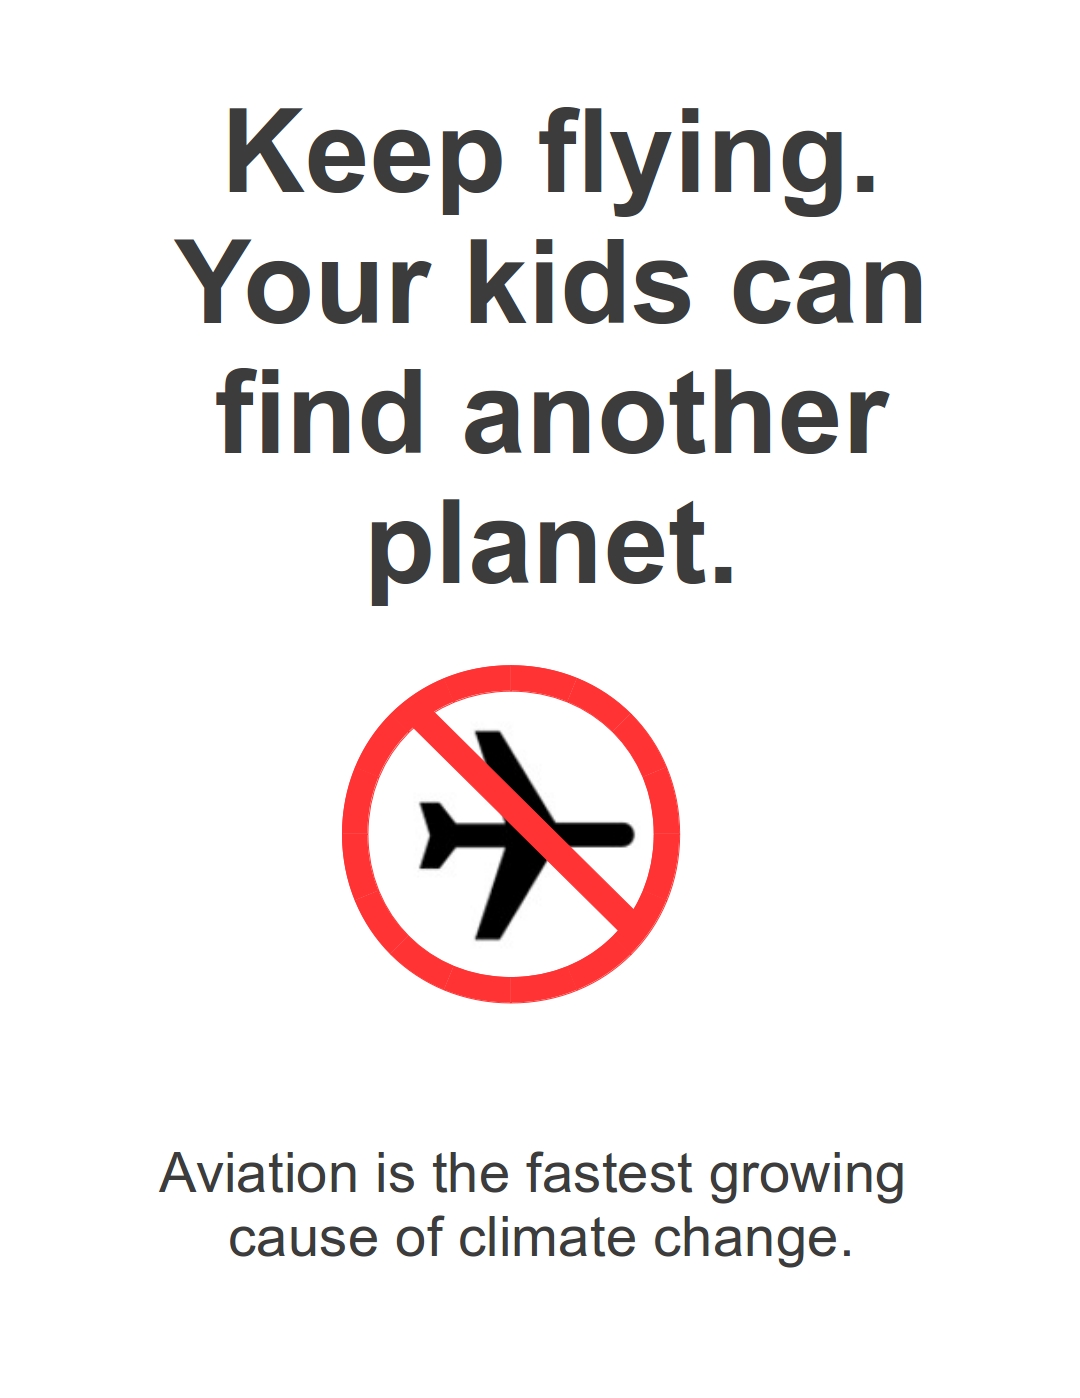 Keep flying.
Your kids can
find another
planet.
Aviation is the fastest growing
cause of climate change.